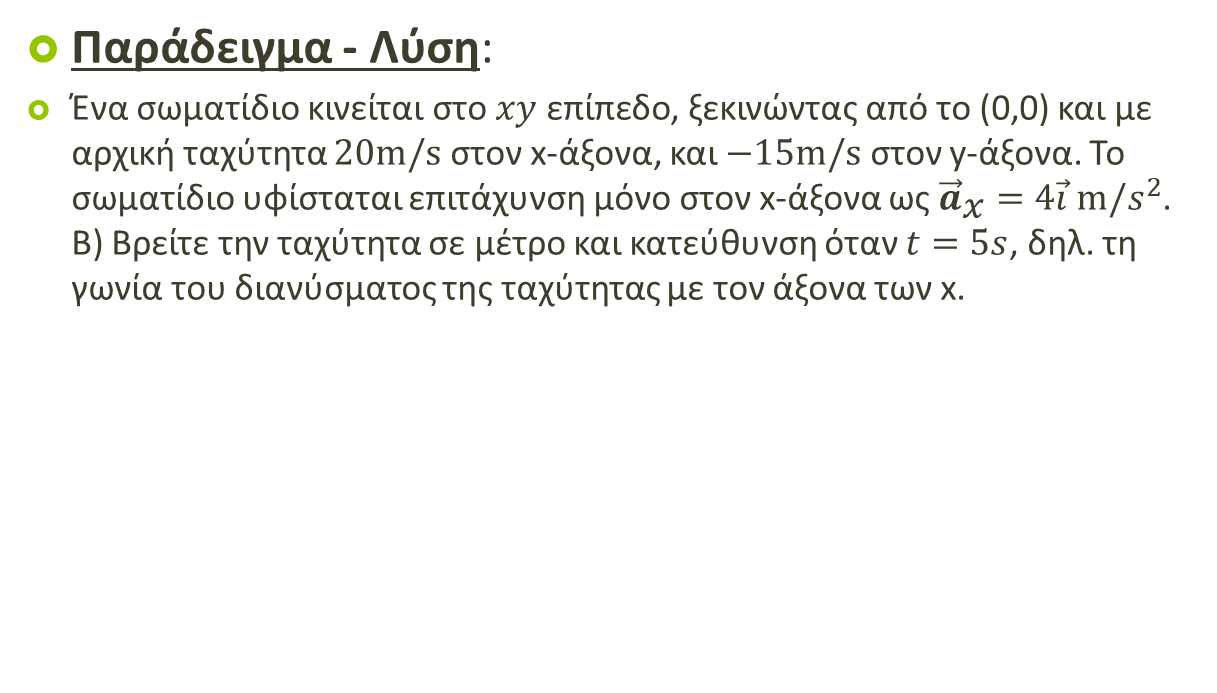 Παράδειγμα - Λύση:
Ένα σωματίδιο κινείται στο 𝑥𝑦 επίπεδο, ξεκινώντας από το (0,0) και με
αρχική ταχύτητα 20m/s στον x-άξονα, και −15m/s στον y-άξονα. Το
σωματίδιο υφίσταται επιτάχυνση μόνο στον x-άξονα ως 𝒂⃗ₓ = 4𝑖⃗ m/𝑠².
Β) Βρείτε την ταχύτητα σε μέτρο και κατεύθυνση όταν 𝑡 = 5𝑠, δηλ. τη
γωνία του διανύσματος της ταχύτητας με τον άξονα των x.